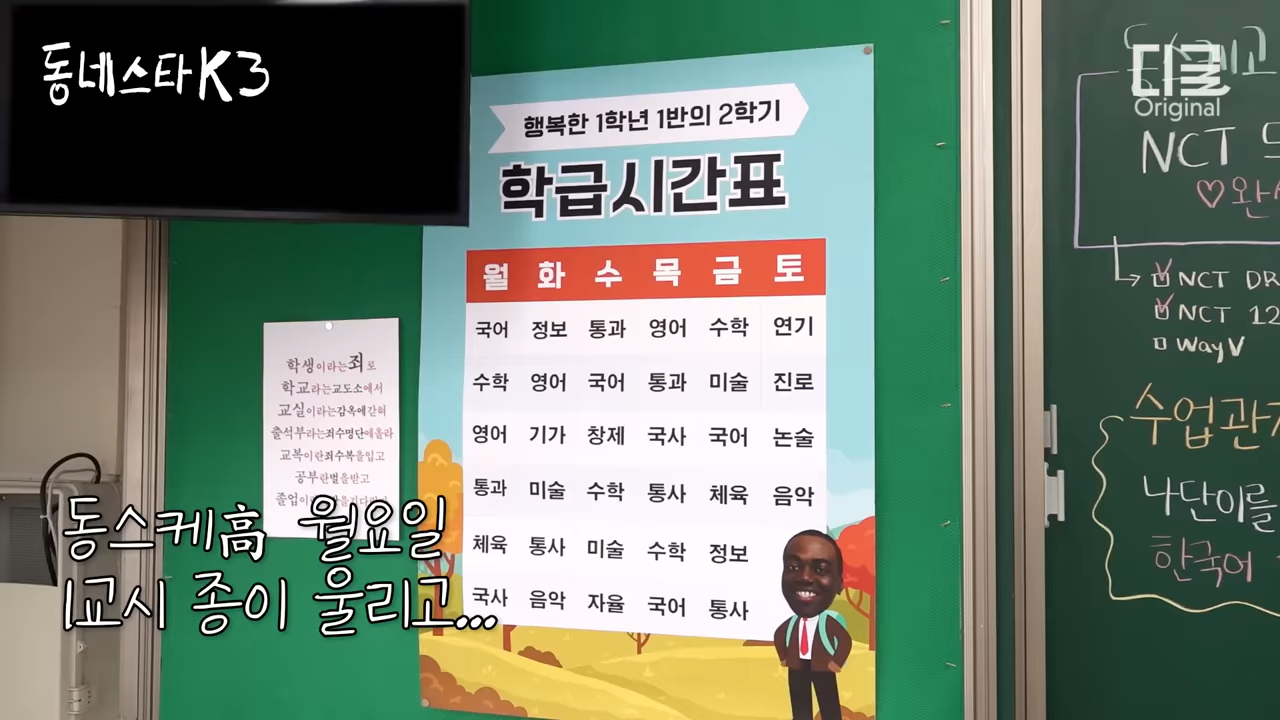 동네스타K3
디글
Original
행복한 1학년 1반의 2학기
학급시간표
월 화 수 목 금 토
국어 정보 통과 영어 수학 연기
수학 영어 국어 통과 미술 진로
영어 기가 창제 국사 국어 논술
통과 미술 수학 통사 체육 음악
체육 통사 미술 수학 정보
국사 음악 자율 국어 통사
학생이라는죄로
학교라는교도소에서
교실이라는감옥에갇혀
출석부라는죄수명단에올라
교복이란죄수복을입고
공부란벌을받고
졸업이란
동스케高 월요일
1교시 종이 울리고...
NCT
♡완
NCT DR
NCT 12
WayV
수업관
나단이를
한국어